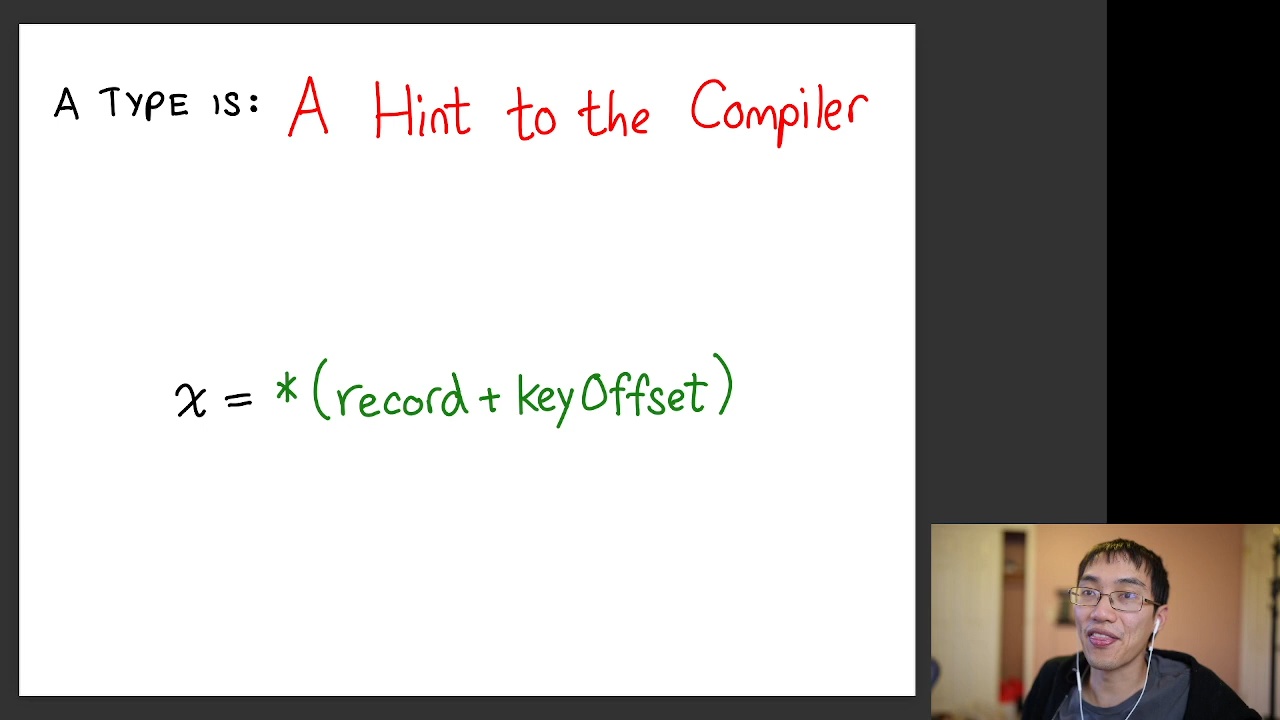 A TYPE IS: A Hint to the Compiler
x = *(record + keyOffset)